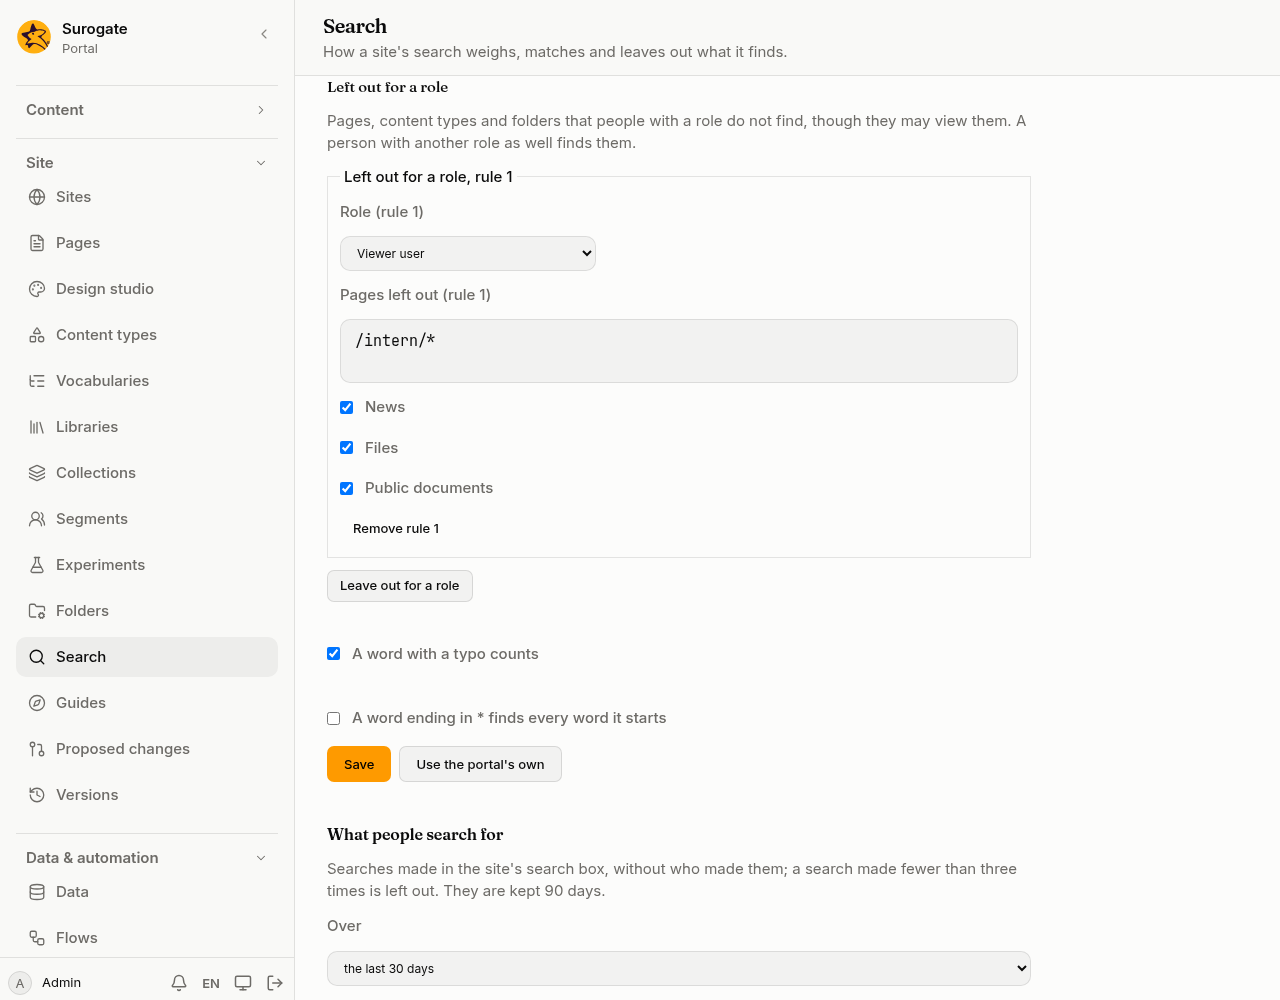 Surogate
Portal
Content
Site
Sites
Pages
Design studio
Content types
Vocabularies
Libraries
Collections
Segments
Experiments
Folders
Search
Guides
Proposed changes
Versions
Data & automation
Data
Flows
A
Admin
EN
Search
How a site's search weighs, matches and leaves out what it finds.
Left out for a role
Pages, content types and folders that people with a role do not find, though they may view them. A
person with another role as well finds them.
Left out for a role, rule 1
Role (rule 1)
Viewer user
Pages left out (rule 1)
/intern/*
News
Files
Public documents
Remove rule 1
Leave out for a role
A word with a typo counts
A word ending in * finds every word it starts
Save
Use the portal's own
What people search for
Searches made in the site's search box, without who made them; a search made fewer than three
times is left out. They are kept 90 days.
Over
the last 30 days